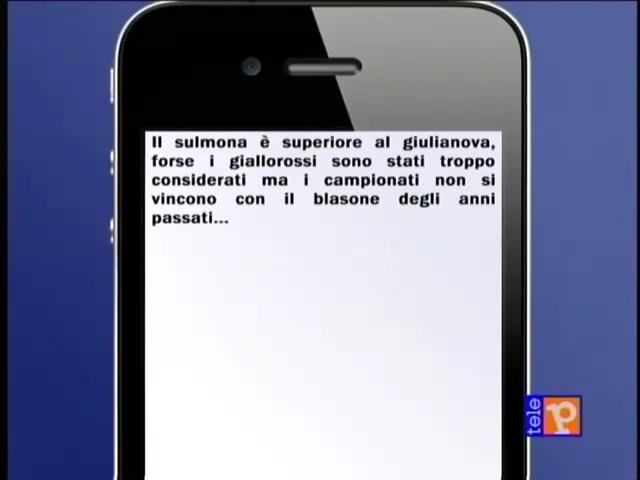 Il sulmona è superiore al giulianova,
forse i giallorossi sono stati troppo
considerati ma i campionati non si
vincono con il blasone degli anni
passati...
tele
p